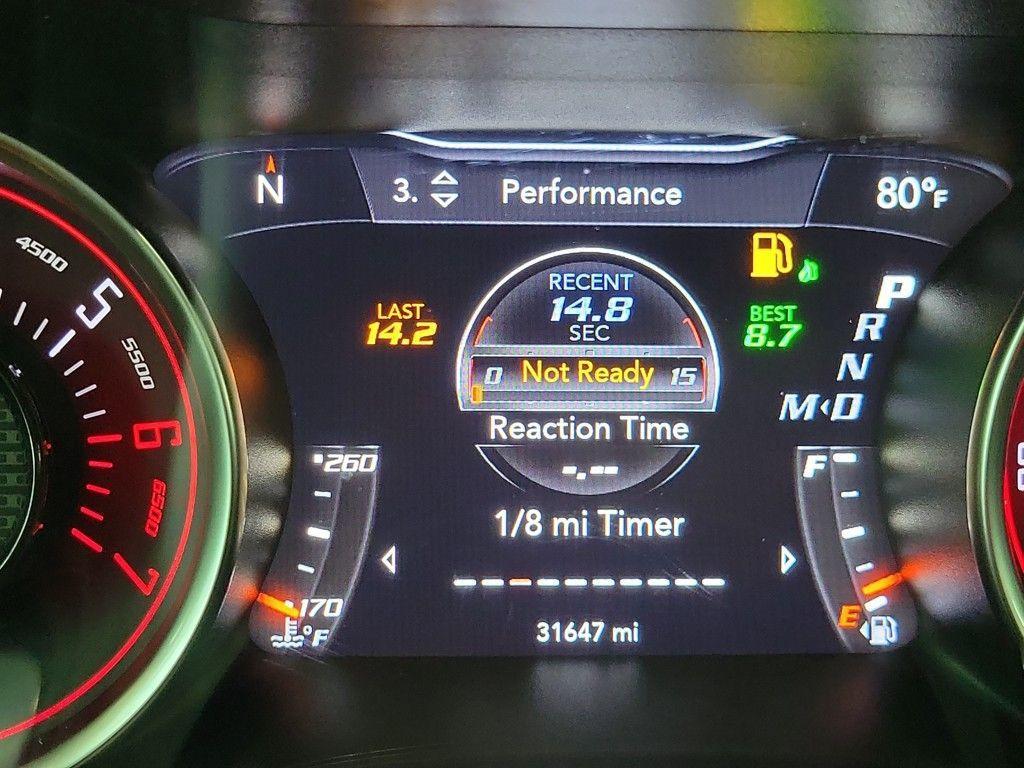 N
3. Performance
80°F
4500
5
5500
6
6500
7
LAST
14.2
RECENT
14.8
SEC
BEST
8.7
0 Not Ready 15
Reaction Time
-.--
1/8 mi Timer
P
R
N
M D
260
170
°F
F
E
31647 mi